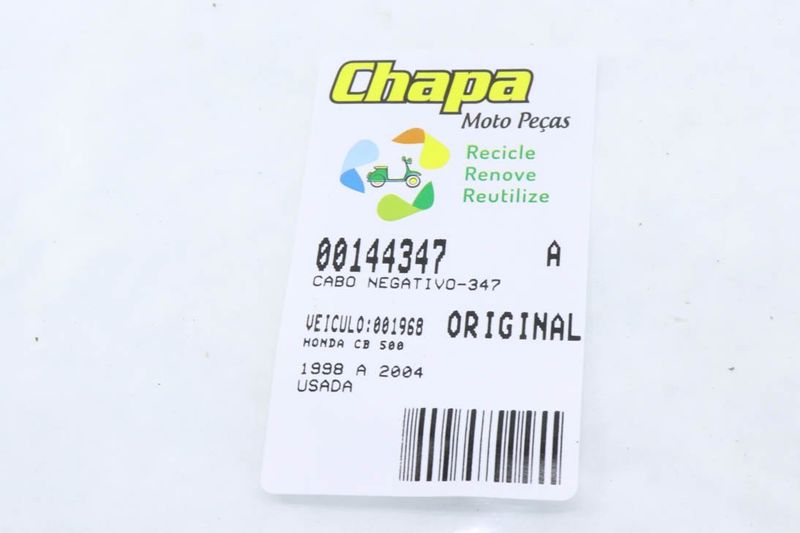 Chapa
Moto Peças
Recicle
Renove
Reutilize
00144347 A
CABO NEGATIVO-347
VEICULO:001968 ORIGINAL
HONDA CB 500
1998 A 2004
USADA